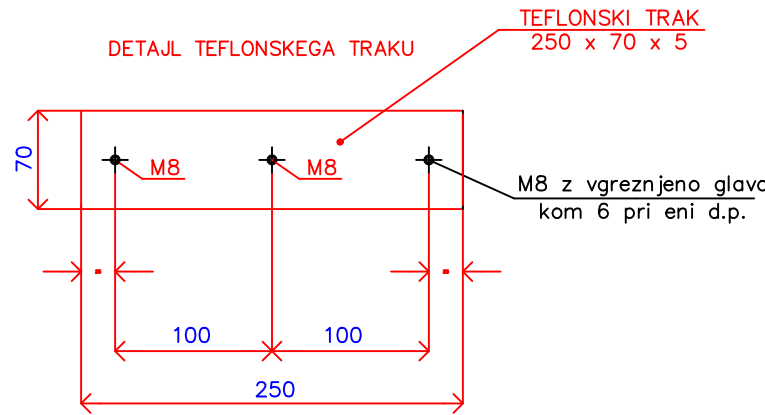 TEFLONSKI TRAK
250 x 70 x 5
DETAJL TEFLONSKEGA TRAKU
70
M8
M8
M8 z vgreznjeno glavo
kom 6 pri eni d.p.
100
100
250